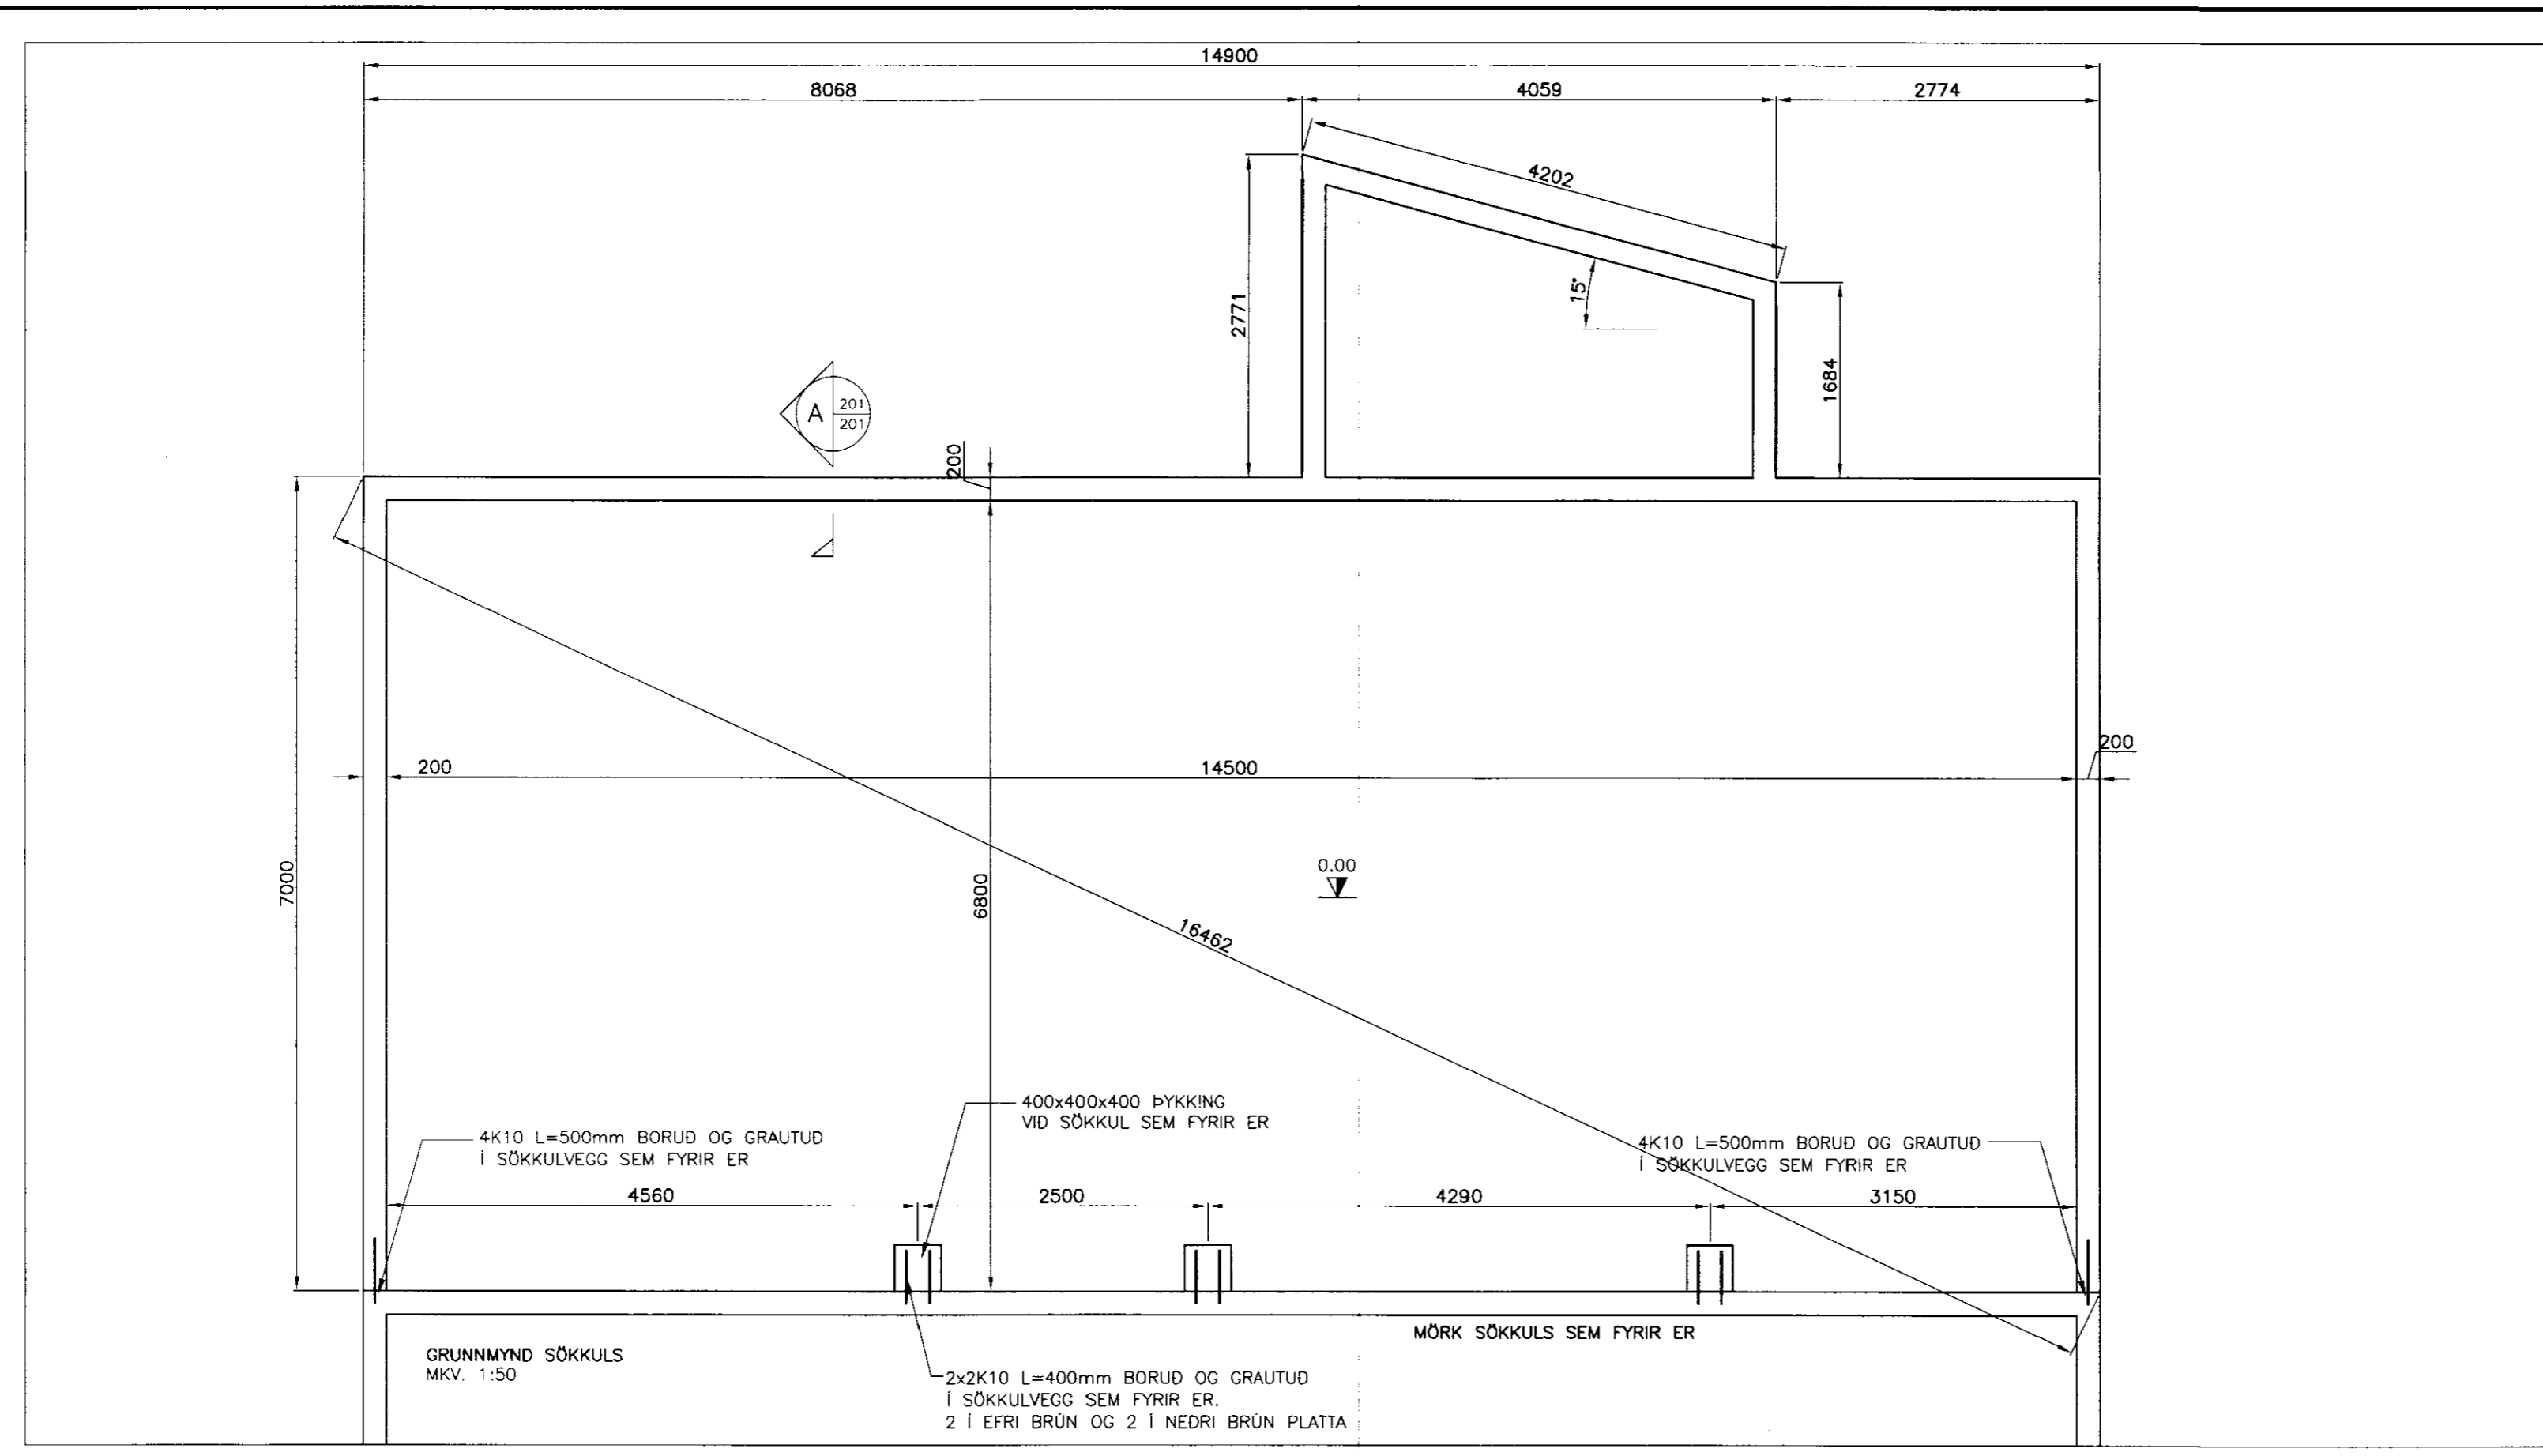 14900
8068
4059
2774
4202
2771
15°
1684
A
201
201
200
200
14500
200
7000
6800
0.00
16462
400x400x400 ÞYKKING
VIÐ SÖKKUL SEM FYRIR ER
4K10 L=500mm BORUÐ OG GRAUTUÐ
Í SÖKKULVEGG SEM FYRIR ER
4K10 L=500mm BORUÐ OG GRAUTUÐ
Í SÖKKULVEGG SEM FYRIR ER
4560
2500
4290
3150
MÖRK SÖKKULS SEM FYRIR ER
GRUNNMYND SÖKKULS
MKV. 1:50
2x2K10 L=400mm BORUÐ OG GRAUTUÐ
Í SÖKKULVEGG SEM FYRIR ER.
2 Í EFRI BRÚN OG 2 Í NEÐRI BRÚN PLATTA